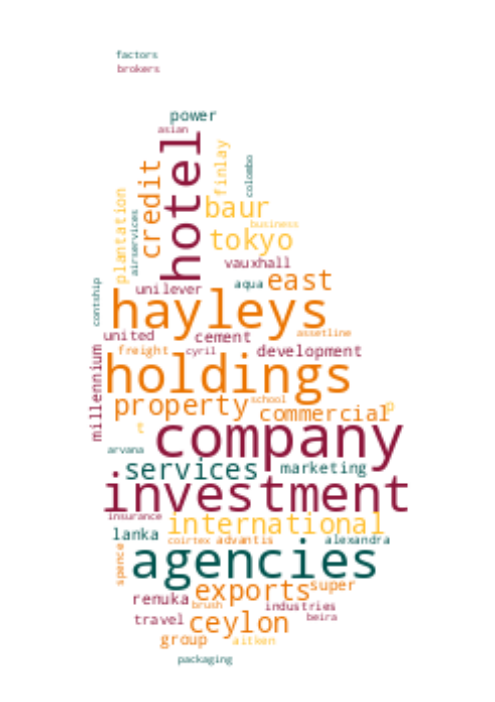 factors
brokers
power
asian
hotel
finlay
colombo
credit
plantation
airservices
baur
business
tokyo
vauxhall
east
aqua
unilever
contship
hayleys
united
cement
assetline
freight
cyril
development
millennium
holdings
property
school
commercial
p
t
company
arvana
services
marketing
investment
insurance
international
lanka
coirtex
advantis
alexandra
agencies
spence
exports
super
renuka
brush
industries
travel
ceylon
beira
group
aitken
packaging